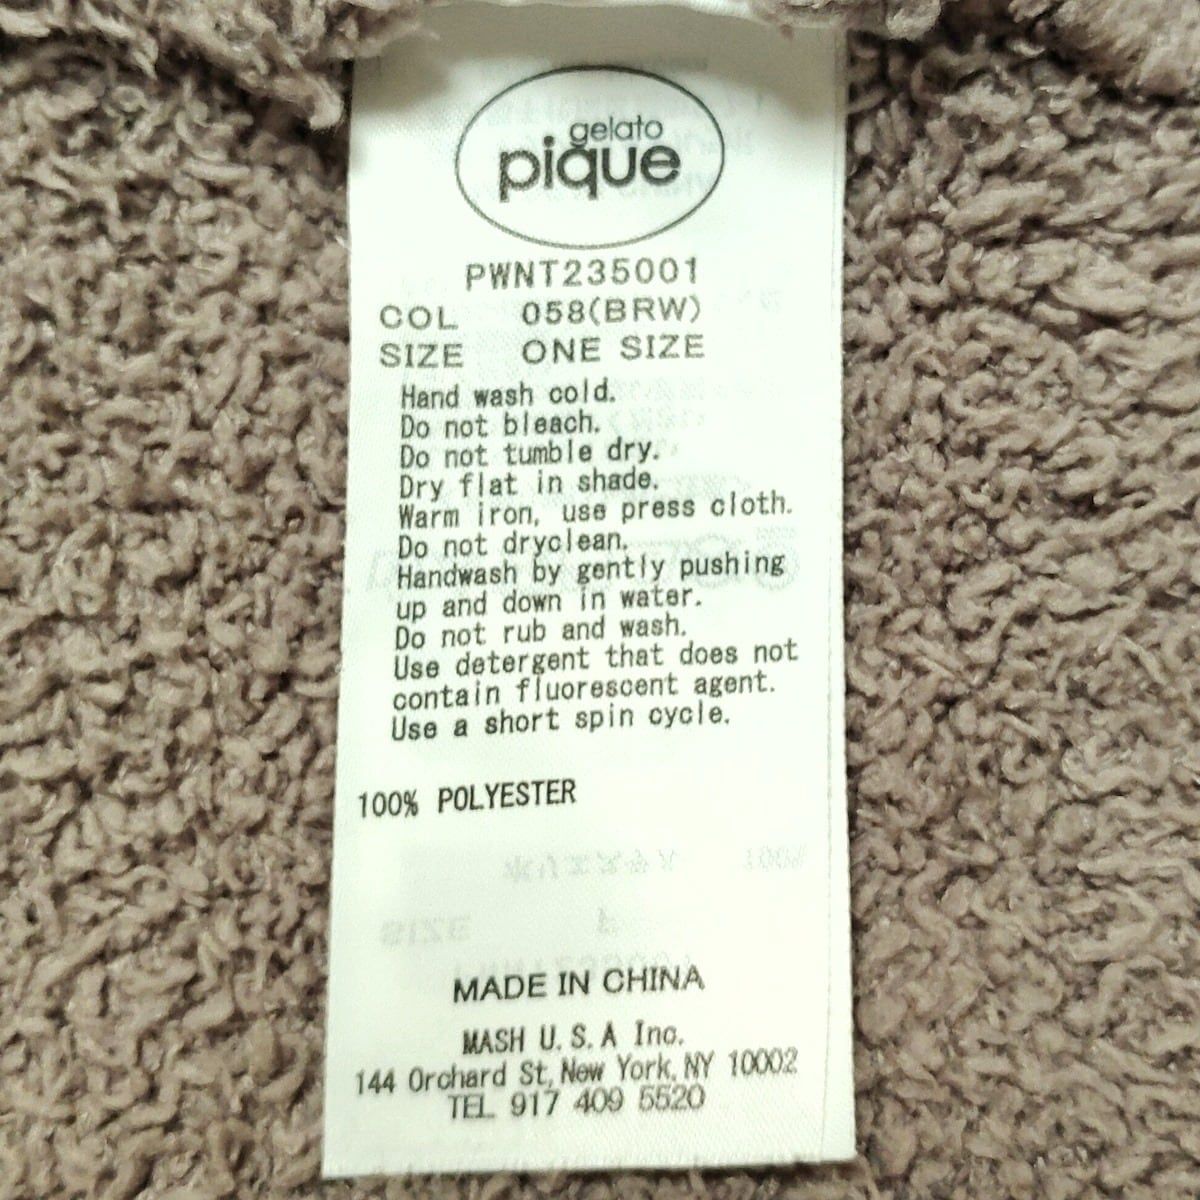 gelato
pique
PWNT235001
COL 058(BRW)
SIZE ONE SIZE
Hand wash cold.
Do not bleach.
Do not tumble dry.
Dry flat in shade.
Warm iron, use press cloth.
Do not dryclean.
Handwash by gently pushing
up and down in water.
Do not rub and wash.
Use detergent that does not
contain fluorescent agent.
Use a short spin cycle.
100% POLYESTER
MADE IN CHINA
MASH U.S.A Inc.
144 Orchard St, New York, NY 10002
TEL 917 409 5520